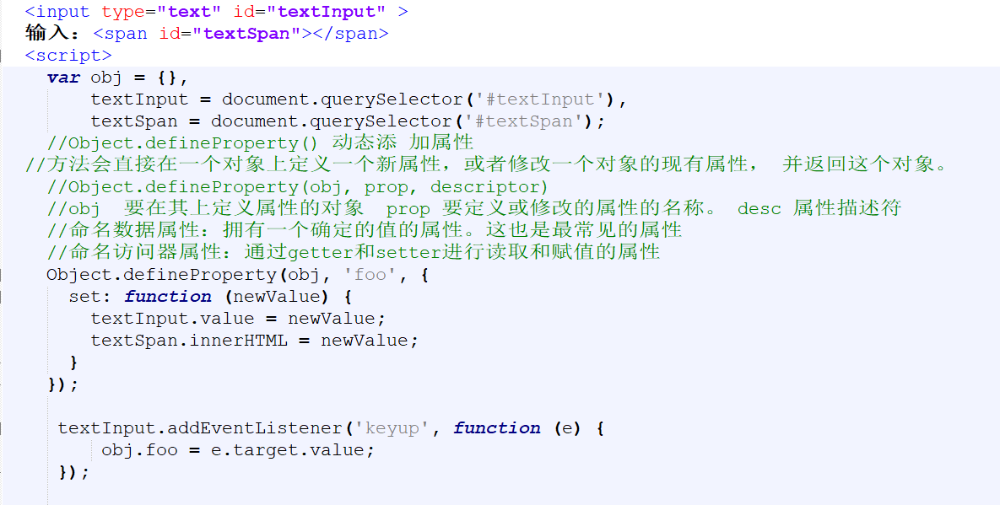 <input type="text" id="textInput" >
输入: <span id="textSpan"></span>
<script>
var obj = {},
textInput = document.querySelector('#textInput'),
textSpan = document.querySelector('#textSpan');
//Object.defineProperty() 动态添 加属性
//方法会直接在一个对象上定义一个新属性，或者修改一个对象的现有属性， 并返回这个对象。
//Object.defineProperty(obj, prop, descriptor)
//obj 要在其上定义属性的对象 prop 要定义或修改的属性的名称。 desc 属性描述符
//命名数据属性：拥有一个确定的值的属性。这也是最常见的属性
//命名访问器属性：通过getter和setter进行读取和赋值的属性
Object.defineProperty(obj, 'foo', {
set: function (newValue) {
textInput.value = newValue;
textSpan.innerHTML = newValue;
}
});
textInput.addEventListener('keyup', function (e) {
obj.foo = e.target.value;
});